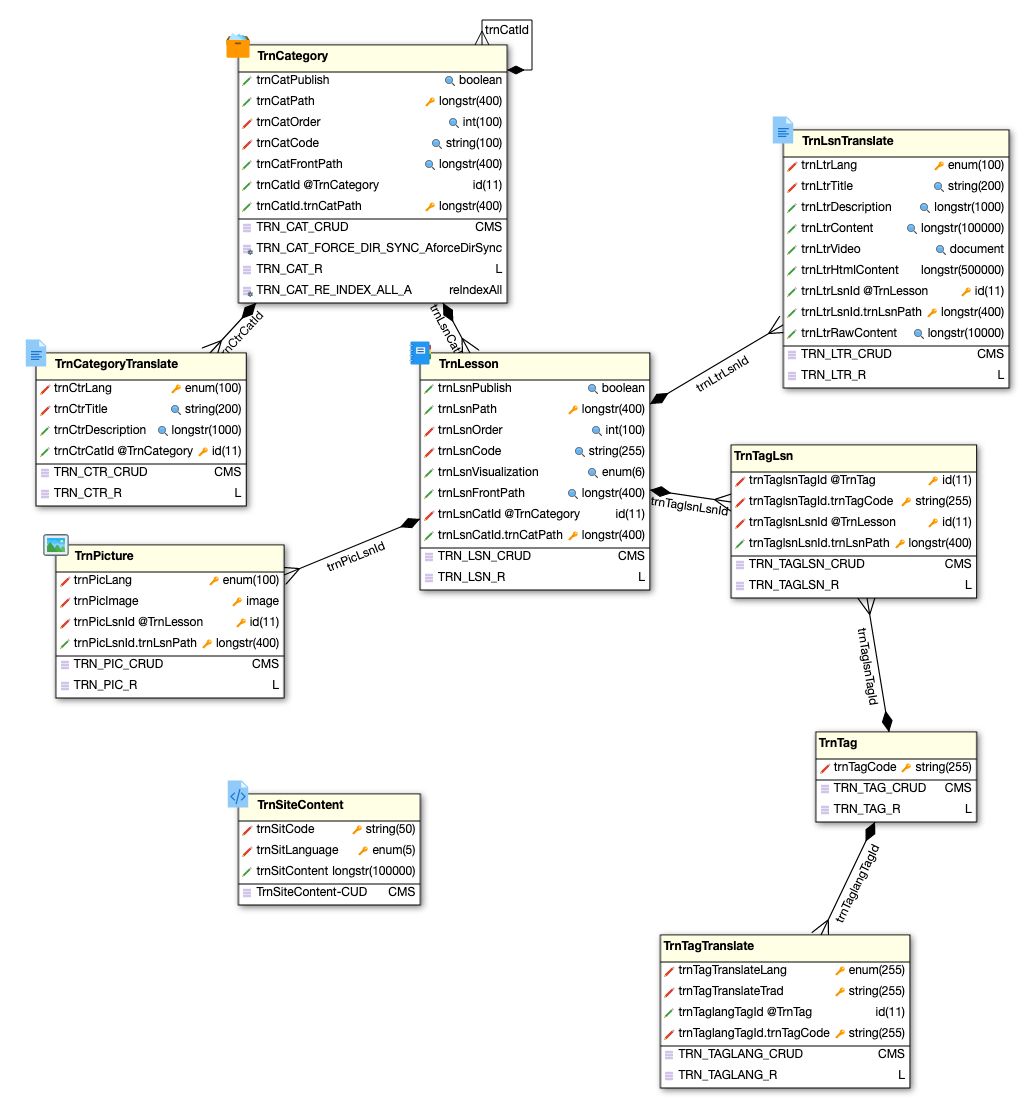 trnCatId
TrnCategory
trnCatPublish boolean
trnCatPath longstr(400)
trnCatOrder int(100)
trnCatCode string(100)
trnCatFrontPath longstr(400)
trnCatId @TrnCategory id(11)
trnCatId.trnCatPath longstr(400)
TRN_CAT_CRUD CMS
TRN_CAT_FORCE_DIR_SYNC_AforceDirSync
TRN_CAT_R L
TRN_CAT_RE_INDEX_ALL_A reIndexAll
TrnLsnTranslate
trnLtrLang enum(100)
trnLtrTitle string(200)
trnLtrDescription longstr(1000)
trnLtrContent longstr(100000)
trnLtrVideo document
trnLtrHtmlContent longstr(500000)
trnLtrLsnId @TrnLesson id(11)
trnLtrLsnId.trnLsnPath longstr(400)
trnLtrRawContent longstr(10000)
TRN_LTR_CRUD CMS
TRN_LTR_R L
rnCtrCatId
trnLsnCat
trnLtrLsnId
TrnCategoryTranslate
trnCtrLang enum(100)
trnCtrTitle string(200)
trnCtrDescription longstr(1000)
trnCtrCatId @TrnCategory id(11)
TRN_CTR_CRUD CMS
TRN_CTR_R L
TrnLesson
trnLsnPublish boolean
trnLsnPath longstr(400)
trnLsnOrder int(100)
trnLsnCode string(255)
trnLsnVisualization enum(6)
trnLsnFrontPath longstr(400)
trnLsnCatId @TrnCategory id(11)
trnLsnCatId.trnCatPath longstr(400)
TRN_LSN_CRUD CMS
TRN_LSN_R L
trnTaglsnLsnId
TrnTagLsn
trnTaglsnTagId @TrnTag id(11)
trnTaglsnTagId.trnTagCode string(255)
trnTaglsnLsnId @TrnLesson id(11)
trnTaglsnLsnId.trnLsnPath longstr(400)
TRN_TAGLSN_CRUD CMS
TRN_TAGLSN_R L
trnPicLsnId
TrnPicture
trnPicLang enum(100)
trnPicImage image
trnPicLsnId @TrnLesson id(11)
trnPicLsnId.trnLsnPath longstr(400)
TRN_PIC_CRUD CMS
TRN_PIC_R L
trnTaglsnTagId
TrnTag
trnTagCode string(255)
TRN_TAG_CRUD CMS
TRN_TAG_R L
TrnSiteContent
trnSitCode string(50)
trnSitLanguage enum(5)
trnSitContent longstr(100000)
TrnSiteContent-CUD CMS
trnTaglangTagId
TrnTagTranslate
trnTagTranslateLang enum(255)
trnTagTranslateTrad string(255)
trnTaglangTagId @TrnTag id(11)
trnTaglangTagId.trnTagCode string(255)
TRN_TAGLANG_CRUD CMS
TRN_TAGLANG_R L